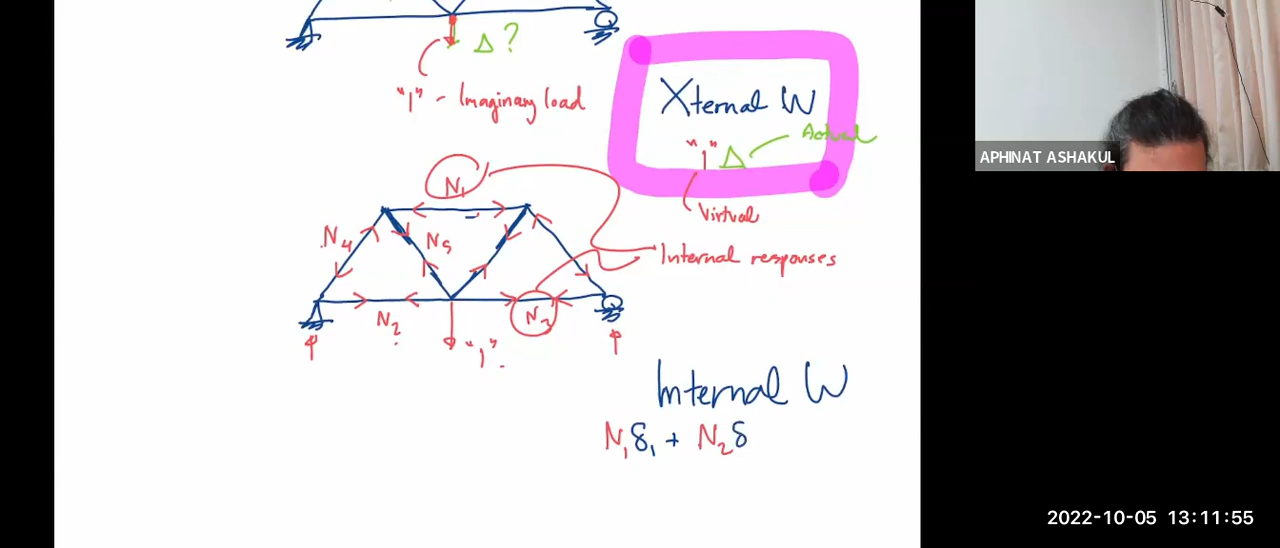 Δ?
"1" - Imaginary load
Xternal W
"1" Δ
Actual
Virtual
APHINAT ASHAKUL
N₁
N₄
N₅
Internal responses
N₂
N₃
"1"
Internal W
N₁δ₁ + N₂δ
2022-10-05 13:11:55